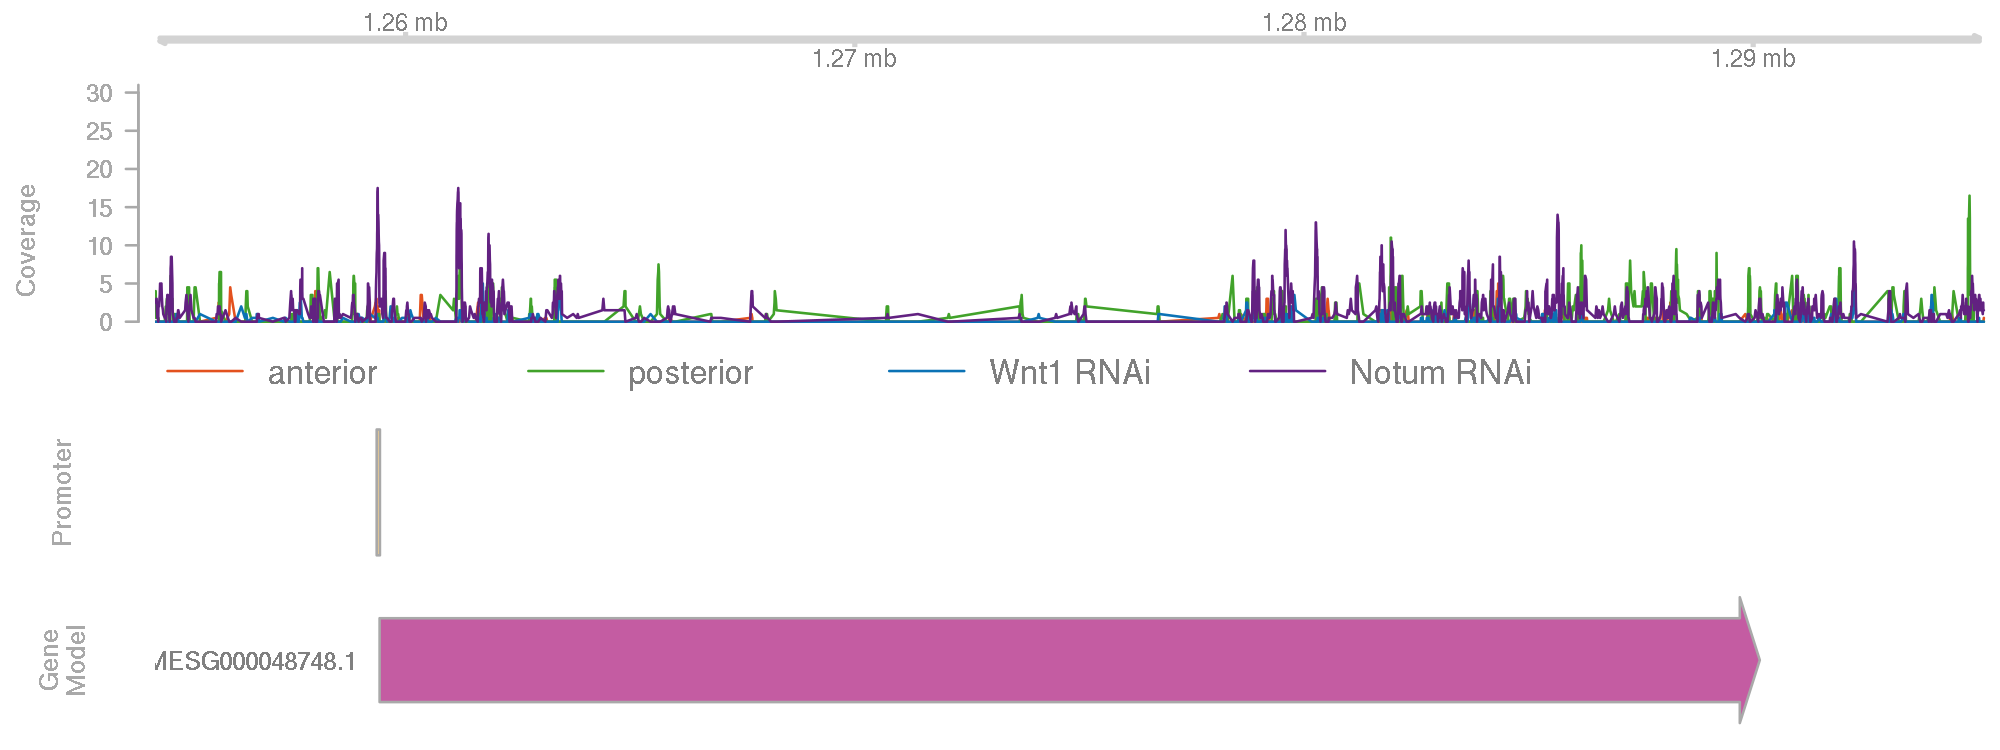 1.26 mb
1.28 mb
1.27 mb
1.29 mb
Coverage
30
25
20
15
10
5
0
anterior posterior Wnt1 RNAi Notum RNAi
Promoter
Gene
Model
MESG000048748.1